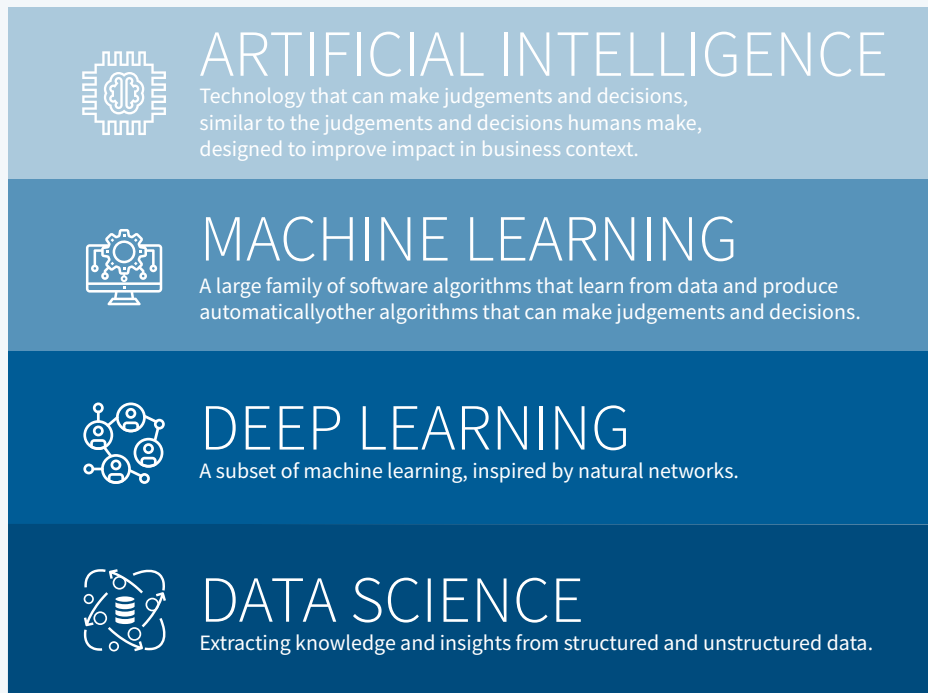 ARTIFICIAL INTELLIGENCE
Technology that can make judgements and decisions,
similar to the judgements and decisions humans make,
designed to improve impact in business context.
MACHINE LEARNING
A large family of software algorithms that learn from data and produce
automaticallyother algorithms that can make judgements and decisions.
DEEP LEARNING
A subset of machine learning, inspired by natural networks.
DATA SCIENCE
Extracting knowledge and insights from structured and unstructured data.